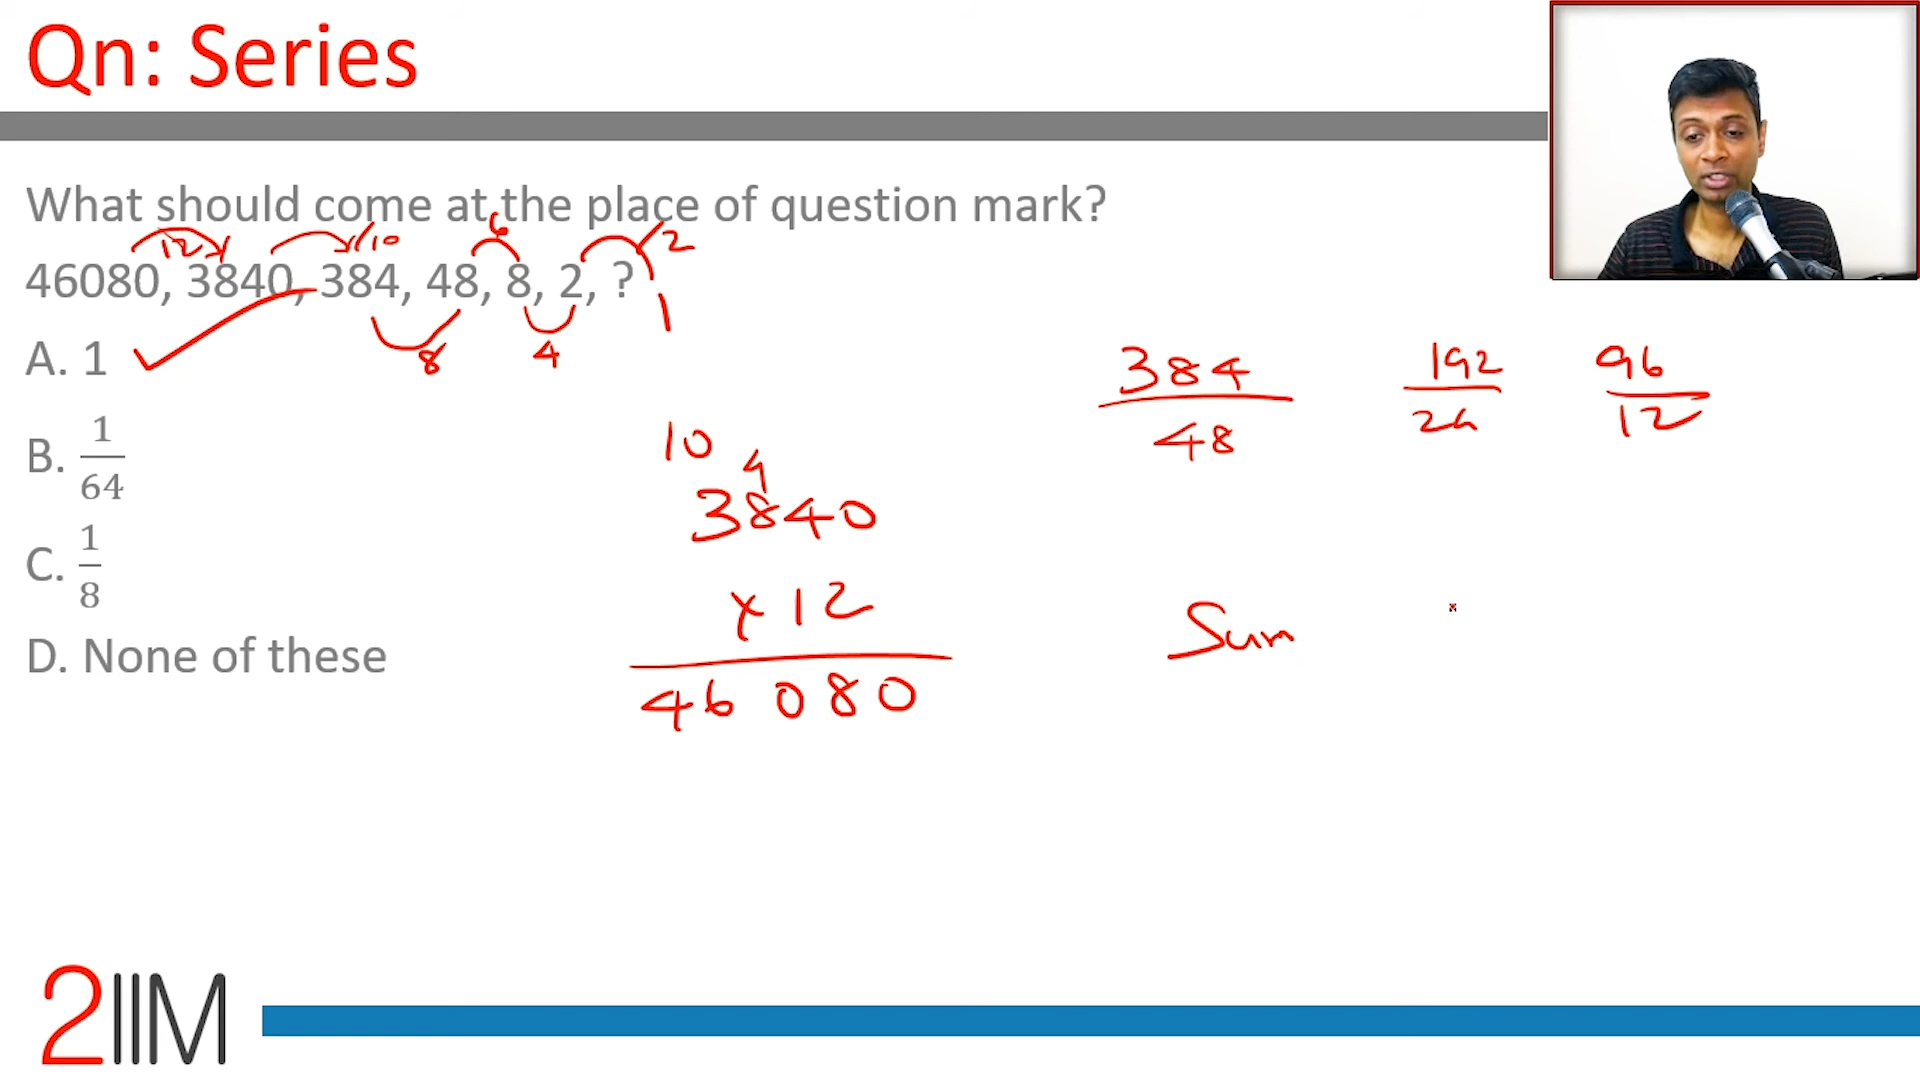 Qn: Series
What should come at the place of question mark?
12 /10 6 /2
46080, 3840, 384, 48, 8, 2, ?
1
8 4
A. 1
B. 1/64
C. 1/8
D. None of these
10
4
3840
x 12
46 080
384/48 192/24 96/12
Sum
2IIM